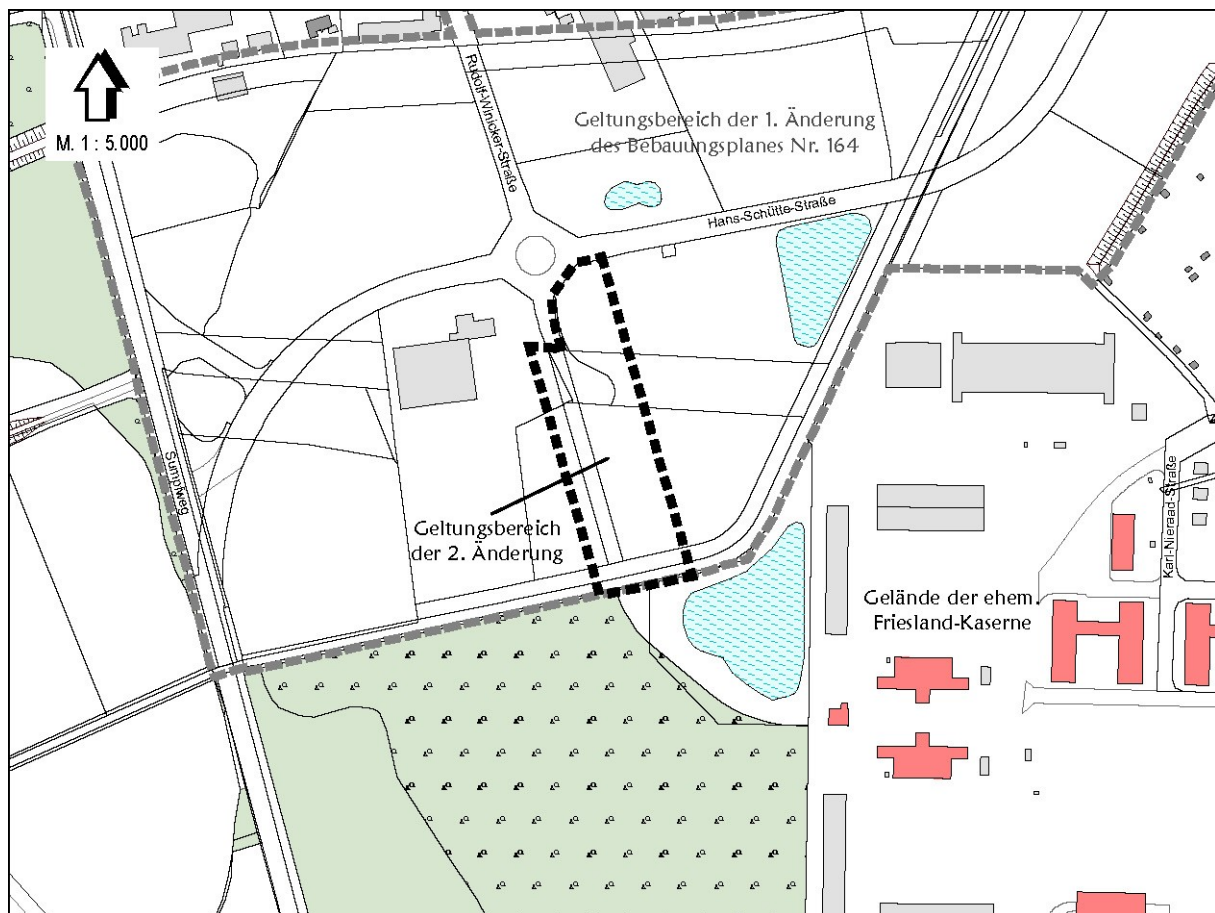 M. 1 : 5.000
Rudolf-Winicker-Straße
Geltungsbereich der 1. Änderung
des Bebauungsplanes Nr. 164
Hans-Schütte-Straße
Sumpfweg
Geltungsbereich
der 2. Änderung
Karl-Nieraad-Straße
Gelände der ehem.
Friesland-Kaserne